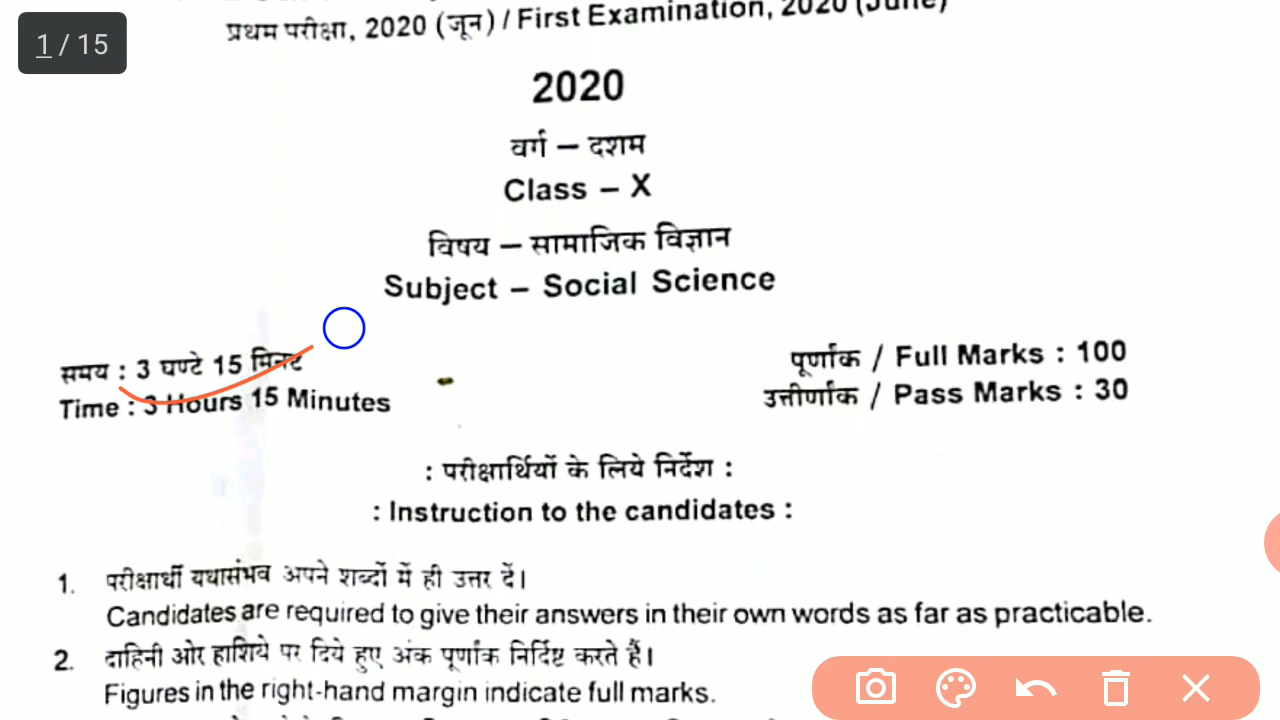 1 / 15
प्रथम परीक्षा, 2020 (जून) / First Examination, 2020 (June)
2020
वर्ग – दशम
Class – X
विषय – सामाजिक विज्ञान
Subject – Social Science
समय : 3 घण्टे 15 मिनट
Time : 3 Hours 15 Minutes
पूर्णांक / Full Marks : 100
उत्तीर्णांक / Pass Marks : 30
: परीक्षार्थियों के लिये निर्देश :
: Instruction to the candidates :
1. परीक्षार्थी यथासंभव अपने शब्दों में ही उत्तर दें।
Candidates are required to give their answers in their own words as far as practicable.
2. दाहिनी ओर हाशिये पर दिये हुए अंक पूर्णांक निर्दिष्ट करते हैं।
Figures in the right-hand margin indicate full marks.